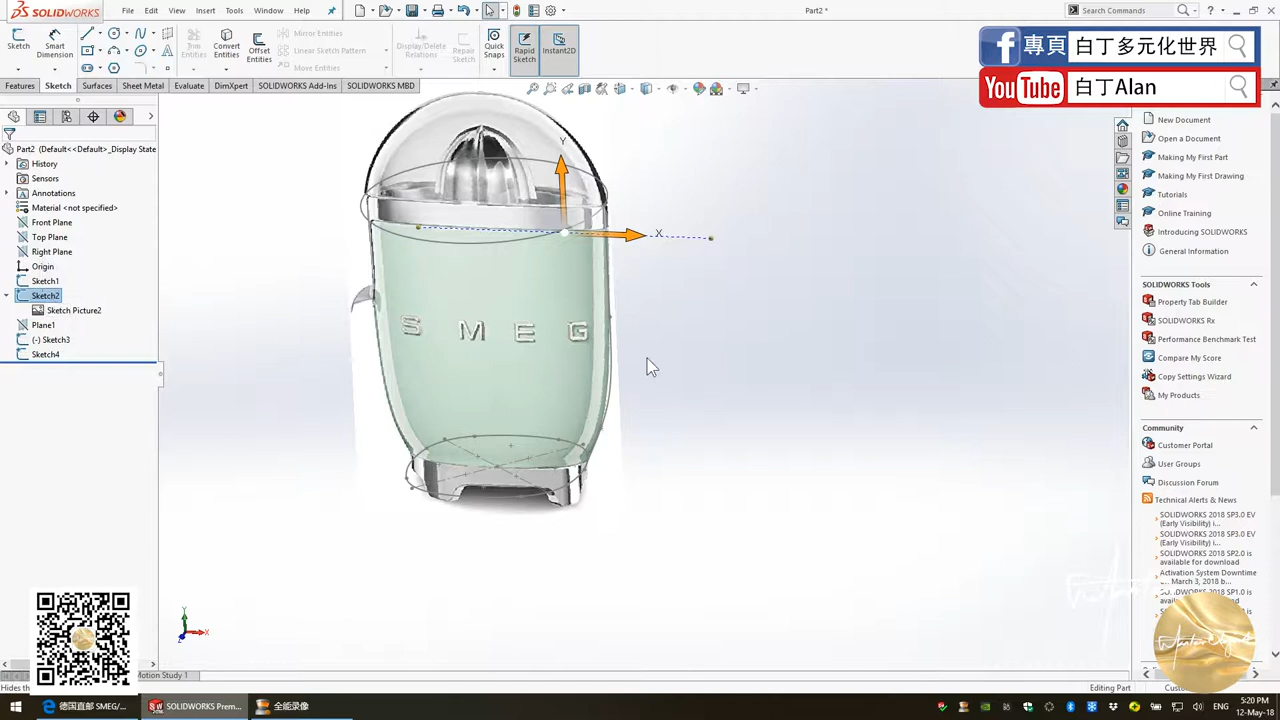 SOLIDWORKS
File
Edit
View
Insert
Tools
Window
Help
Part2 *
Search Commands
Sketch
Smart Dimension
Trim Entities
Convert Entities
Offset Entities
Mirror Entities
Linear Sketch Pattern
Move Entities
Display/Delete Relations
Repair Sketch
Quick Snaps
Rapid Sketch
Instant2D
f 專頁 白丁多元化世界
YouTube 白丁Alan
Features
Sketch
Surfaces
Sheet Metal
Evaluate
DimXpert
SOLIDWORKS Add-Ins
SOLIDWORKS MBD
Part2 (Default<<Default>_Display State
History
Sensors
Annotations
Material <not specified>
Front Plane
Top Plane
Right Plane
Origin
Sketch1
Sketch2
Sketch Picture2
Plane1
(-) Sketch3
Sketch4
Y
X
SMEG
New Document
Open a Document
Making My First Part
Making My First Drawing
Tutorials
Online Training
Introducing SOLIDWORKS
General Information
SOLIDWORKS Tools
Property Tab Builder
SOLIDWORKS Rx
Performance Benchmark Test
Compare My Score
Copy Settings Wizard
My Products
Community
Customer Portal
User Groups
Discussion Forum
Technical Alerts & News
SOLIDWORKS 2018 SP3.0 EV
(Early Visibility) i...
SOLIDWORKS 2018 SP3.0 EV
(Early Visibility) i...
SOLIDWORKS 2018 SP2.0 is
available for download
Activation System Downtime
March 3, 2018 b...
Y
X
Z
Motion Study 1
Editing Part
德国直邮 SMEG/...
SOLIDWORKS Prem...
全能录像
ENG
5:20 PM
12-May-18